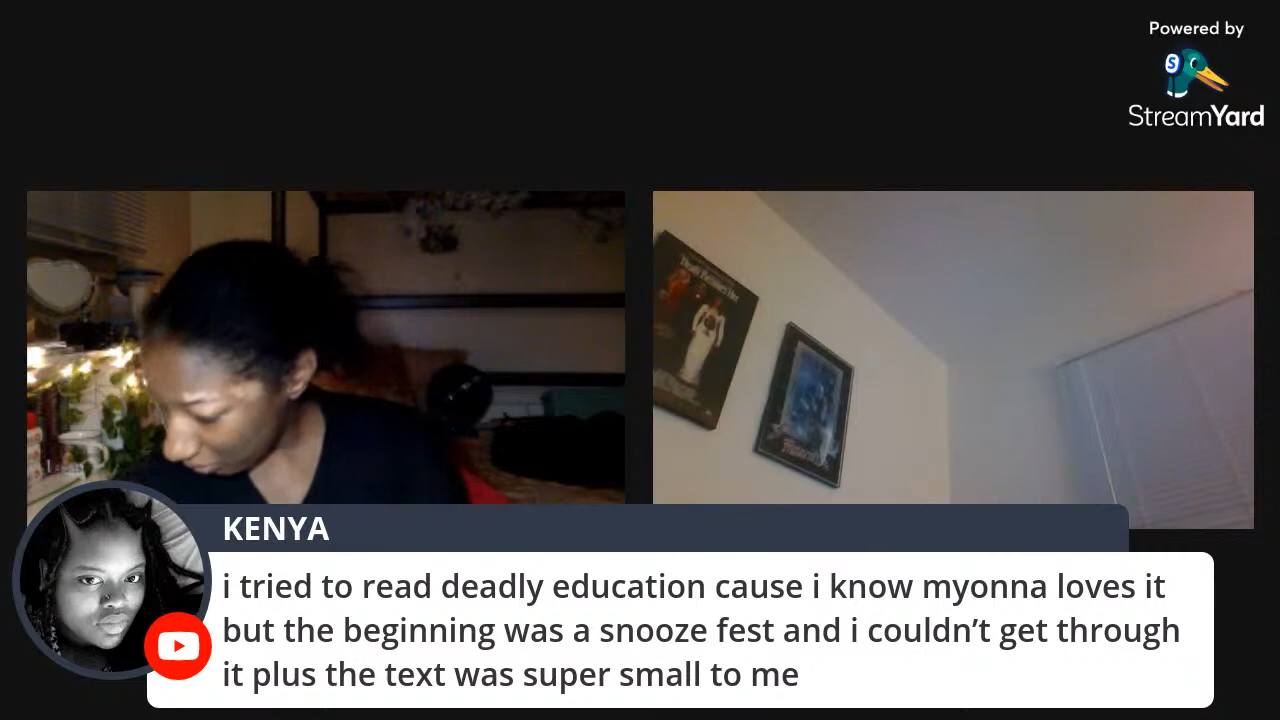 Powered by
StreamYard
KENYA
i tried to read deadly education cause i know myonna loves it
but the beginning was a snooze fest and i couldn't get through
it plus the text was super small to me